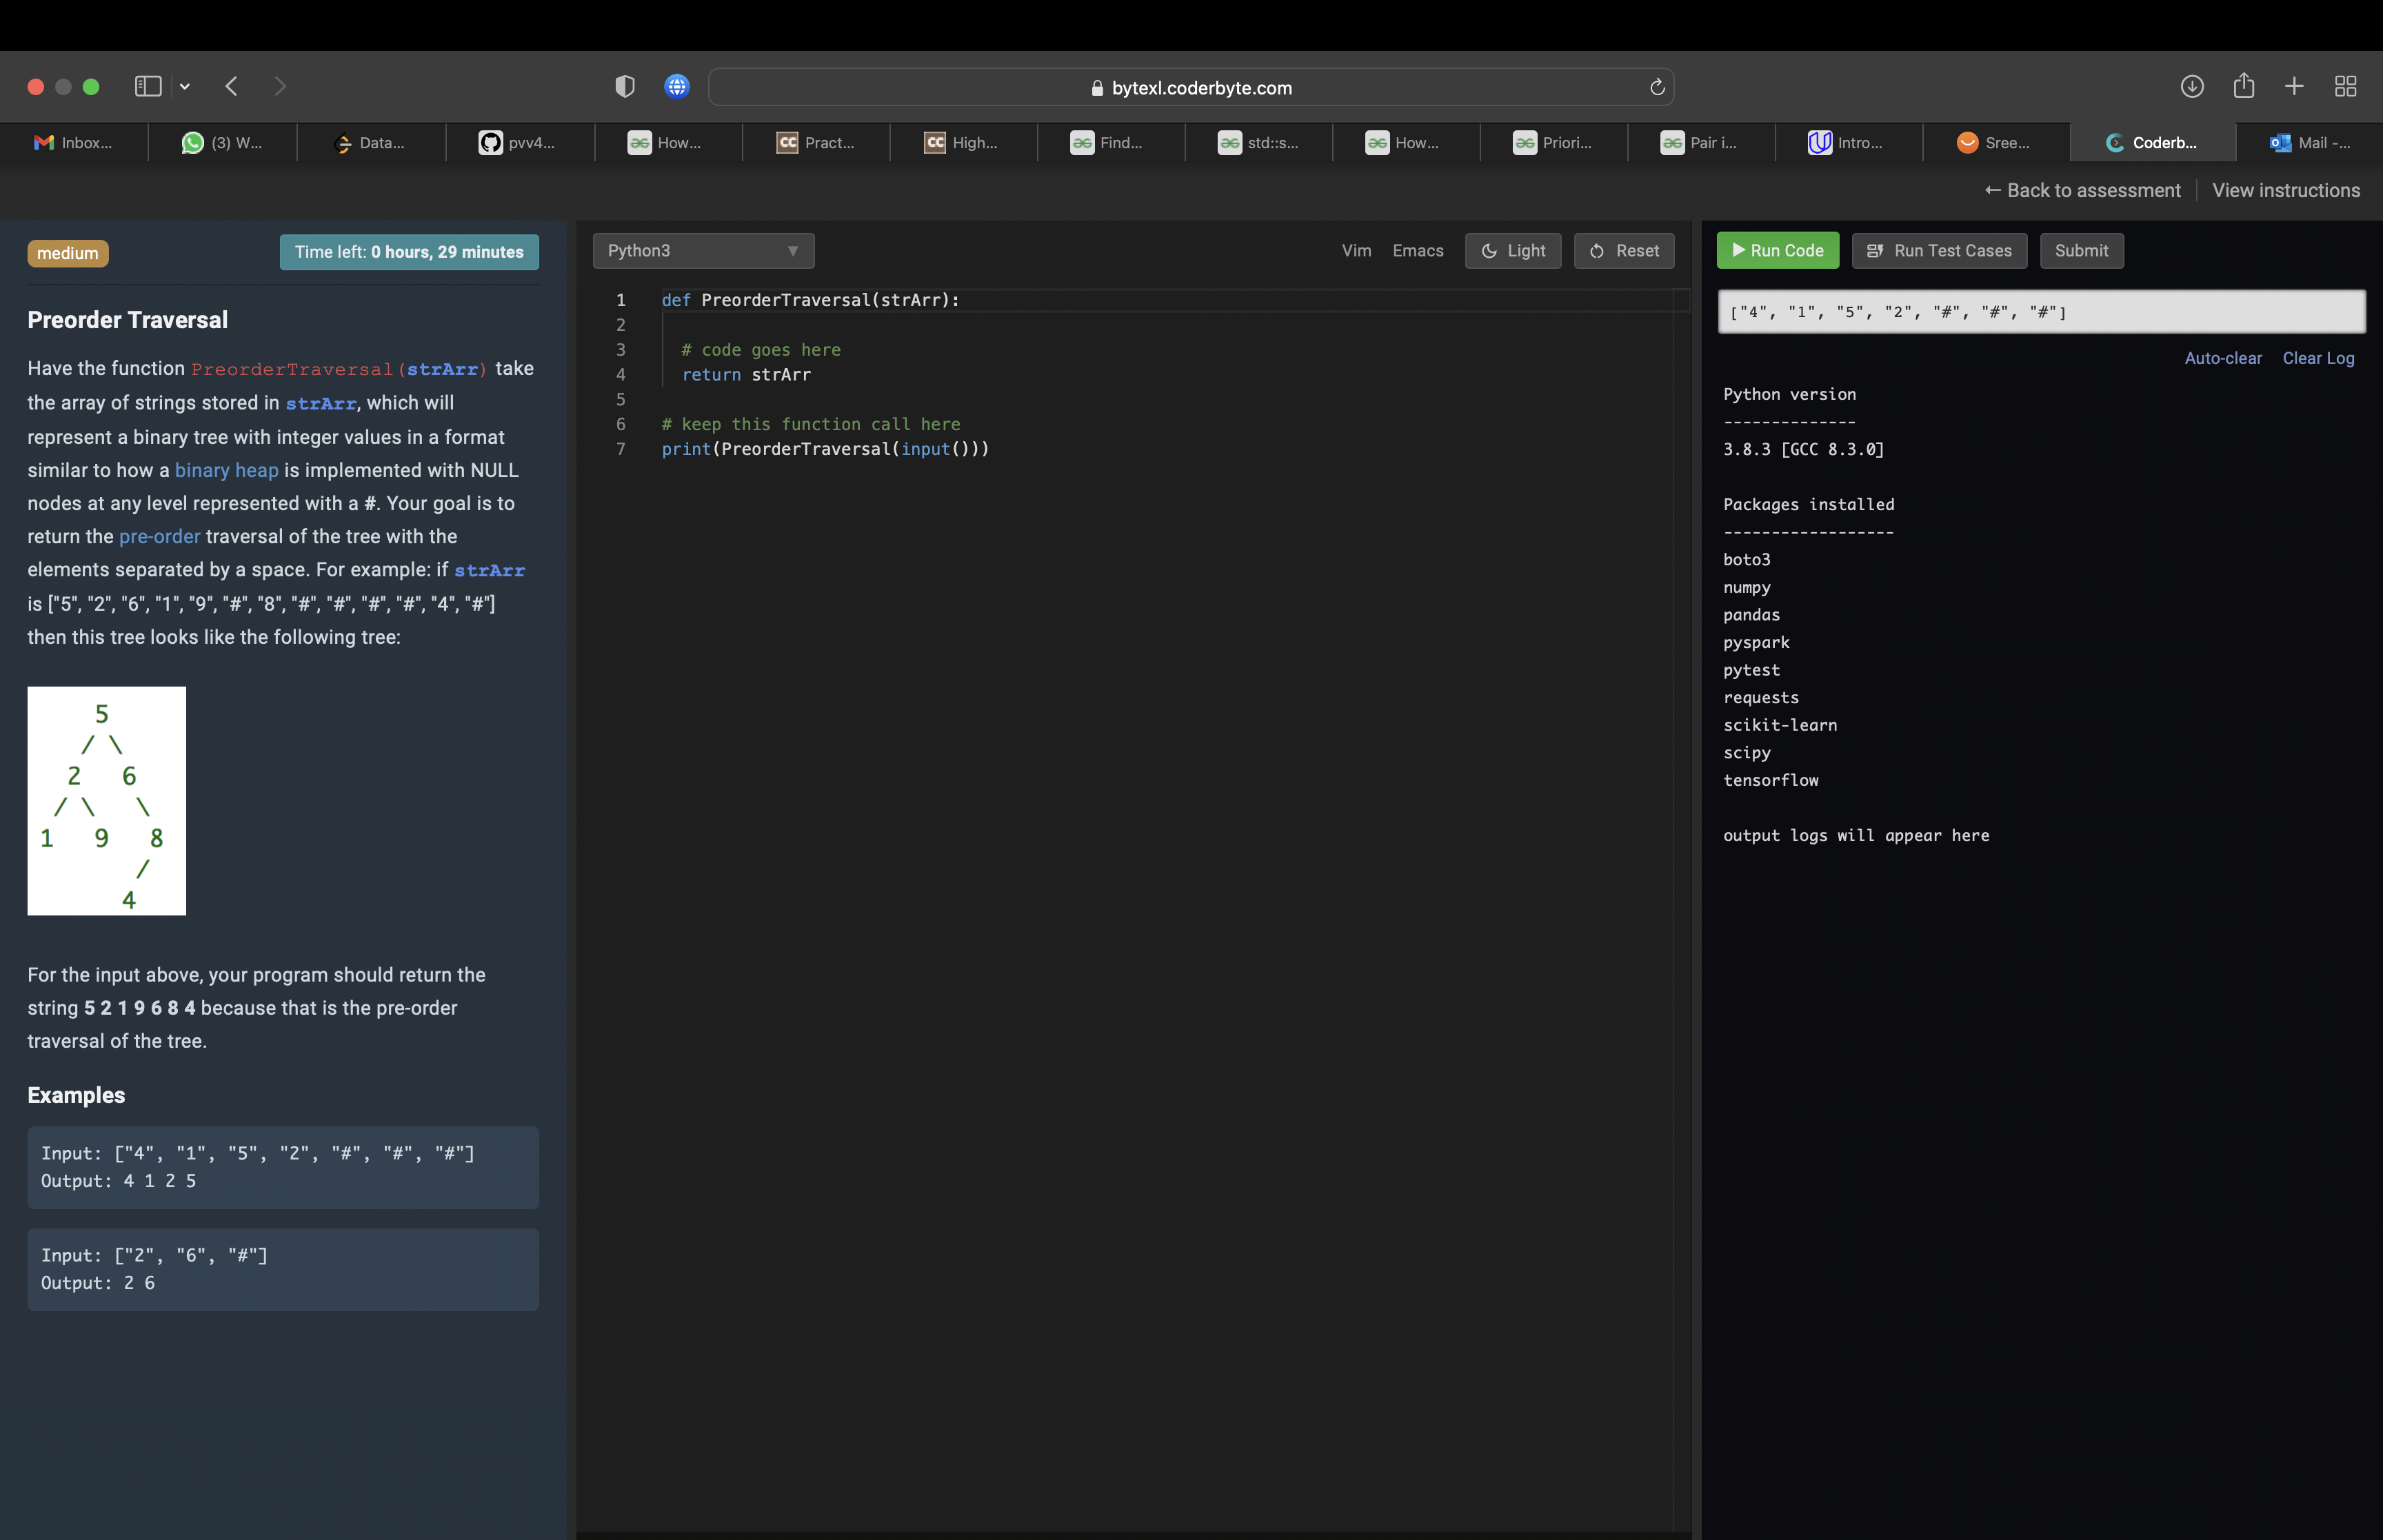 bytexl.coderbyte.com
Inbox...
(3) W...
Data...
pvv4...
How...
CC Pract...
CC High...
Find...
std::s...
How...
Priori...
Pair i...
Intro...
Sree...
Coderb...
Mail -...
← Back to assessment
View instructions
medium
Time left: 0 hours, 29 minutes
Preorder Traversal
Have the function PreorderTraversal(strArr) take
the array of strings stored in strArr, which will
represent a binary tree with integer values in a format
similar to how a binary heap is implemented with NULL
nodes at any level represented with a #. Your goal is to
return the pre-order traversal of the tree with the
elements separated by a space. For example: if strArr
is ["5", "2", "6", "1", "9", "#", "8", "#", "#", "#", "#", "4", "#"]
then this tree looks like the following tree:
5
/ \
2 6
/ \ \
1 9 8
/
4
For the input above, your program should return the
string 5 2 1 9 6 8 4 because that is the pre-order
traversal of the tree.
Examples
Input: ["4", "1", "5", "2", "#", "#", "#"]
Output: 4 1 2 5
Input: ["2", "6", "#"]
Output: 2 6
Python3
Vim
Emacs
Light
Reset
1 def PreorderTraversal(strArr):
2
3 # code goes here
4 return strArr
5
6 # keep this function call here
7 print(PreorderTraversal(input()))
Run Code
Run Test Cases
Submit
["4", "1", "5", "2", "#", "#", "#"]
Auto-clear
Clear Log
Python version
--------------
3.8.3 [GCC 8.3.0]
Packages installed
------------------
boto3
numpy
pandas
pyspark
pytest
requests
scikit-learn
scipy
tensorflow
output logs will appear here